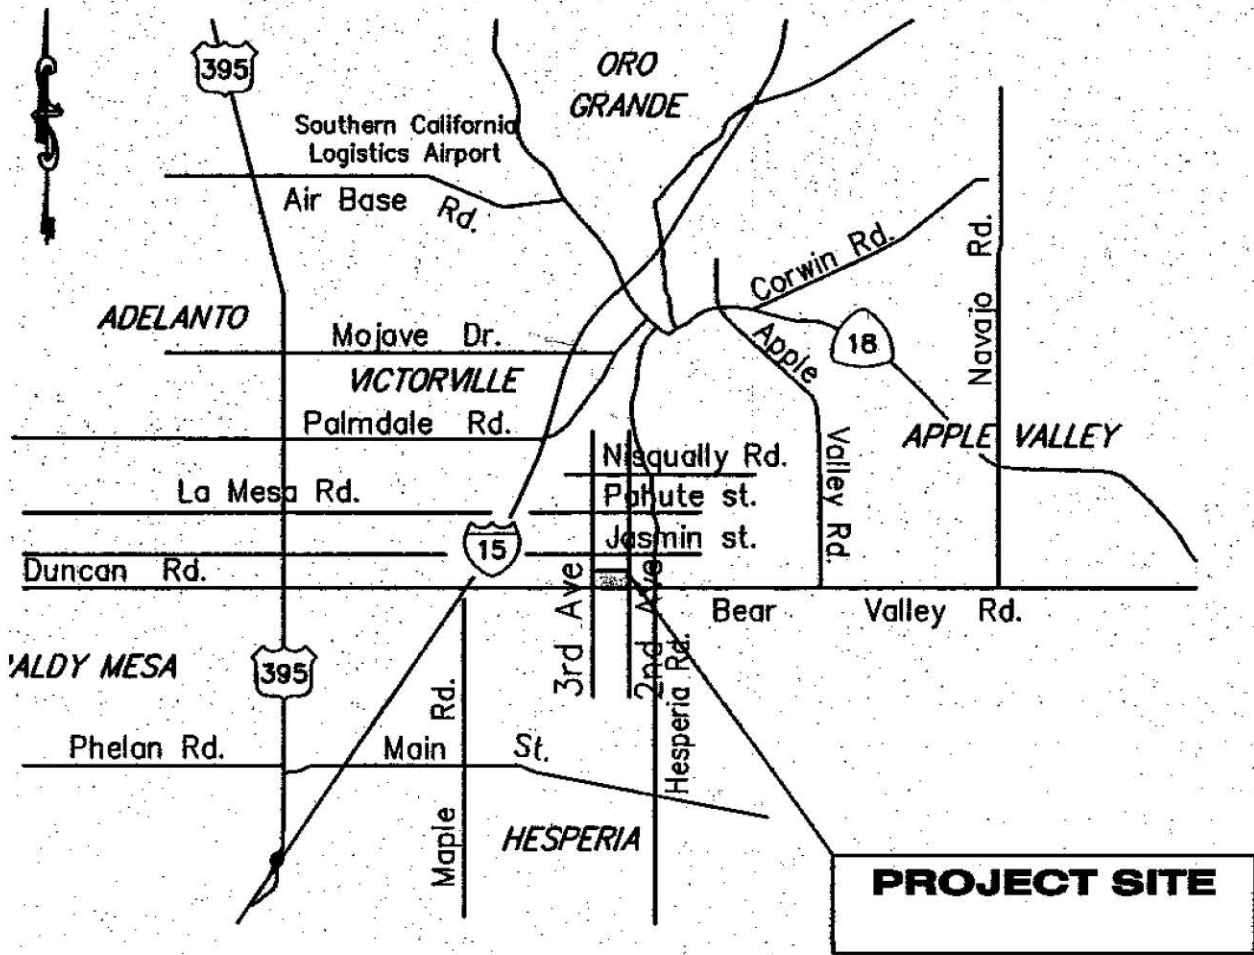 395
ORO
GRANDE
Southern California
Logistics Airport
Air Base Rd.
Corwin Rd.
Navajo Rd.
ADELANTO
Mojave Dr.
Apple Valley Rd.
18
VICTORVILLE
Palmdale Rd.
APPLE VALLEY
Nisqually Rd.
La Mesa Rd.
Pahute st.
15
Jasmin st.
Duncan Rd.
3rd Ave
2nd Ave
Bear Valley Rd.
ALDY MESA
395
Hesperia Rd.
Phelan Rd.
Main St.
Maple Rd.
HESPERIA
PROJECT SITE